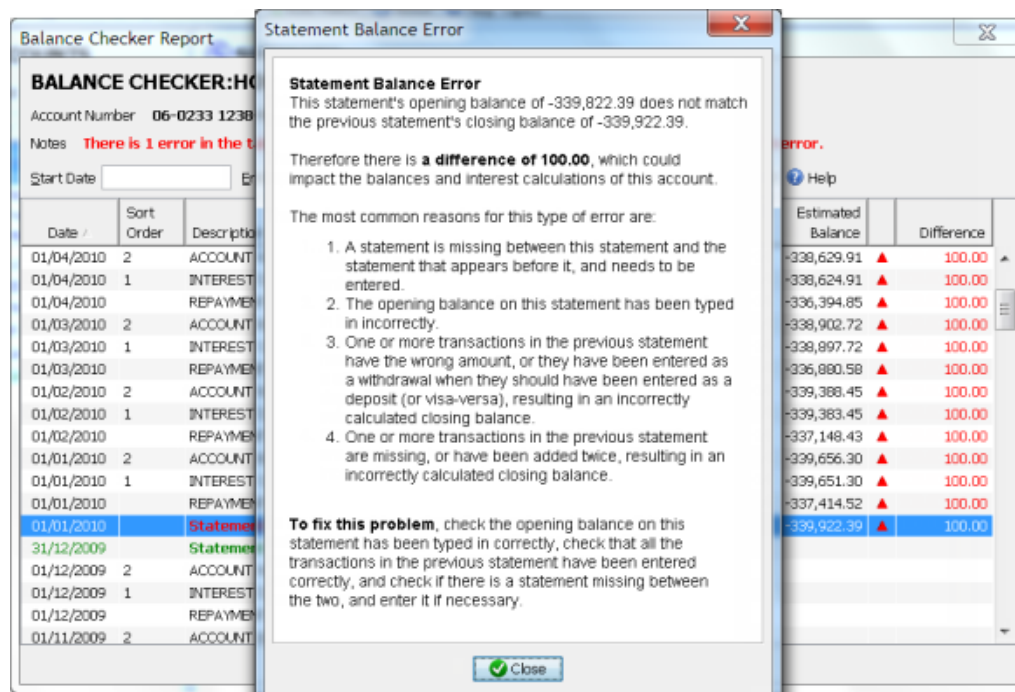 Balance Checker Report
Statement Balance Error
BALANCE CHECKER:HO
Account Number 06-0233 1238
Notes There is 1 error in the t
error.
Start Date
Help
Date Sort Order Descriptio Estimated Balance Difference
01/04/2010 2 ACCOUNT -338,629.91 100.00
01/04/2010 1 INTEREST -338,624.91 100.00
01/04/2010 REPAYMEN -336,394.85 100.00
01/03/2010 2 ACCOUNT -338,902.72 100.00
01/03/2010 1 INTEREST -338,897.72 100.00
01/03/2010 REPAYMEN -336,880.58 100.00
01/02/2010 2 ACCOUNT -339,388.45 100.00
01/02/2010 1 INTEREST -339,383.45 100.00
01/02/2010 REPAYMEN -337,148.43 100.00
01/01/2010 2 ACCOUNT -339,656.30 100.00
01/01/2010 1 INTEREST -339,651.30 100.00
01/01/2010 REPAYMEN -337,414.52 100.00
01/01/2010 Statemen -339,922.39 100.00
31/12/2009 Statemen
01/12/2009 2 ACCOUNT
01/12/2009 1 INTEREST
01/12/2009 REPAYMEN
01/11/2009 2 ACCOUNT
Statement Balance Error
This statement's opening balance of -339,822.39 does not match
the previous statement's closing balance of -339,922.39.
Therefore there is a difference of 100.00, which could
impact the balances and interest calculations of this account.
The most common reasons for this type of error are:
1. A statement is missing between this statement and the
statement that appears before it, and needs to be
entered.
2. The opening balance on this statement has been typed
in incorrectly.
3. One or more transactions in the previous statement
have the wrong amount, or they have been entered as
a withdrawal when they should have been entered as a
deposit (or visa-versa), resulting in an incorrectly
calculated closing balance.
4. One or more transactions in the previous statement
are missing, or have been added twice, resulting in an
incorrectly calculated closing balance.
To fix this problem, check the opening balance on this
statement has been typed in correctly, check that all the
transactions in the previous statement have been entered
correctly, and check if there is a statement missing between
the two, and enter it if necessary.
Close